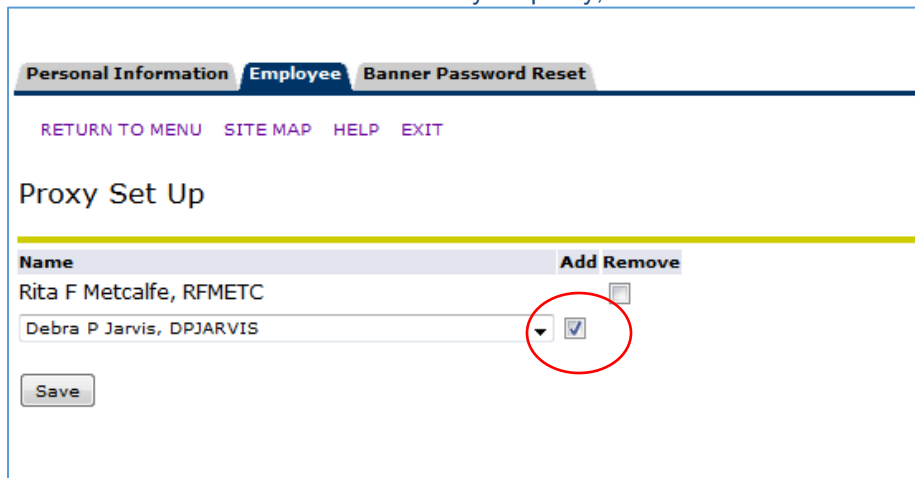 Personal Information Employee Banner Password Reset
RETURN TO MENU SITE MAP HELP EXIT
Proxy Set Up
Name Add Remove
Rita F Metcalfe, RFMETC
Debra P Jarvis, DPJARVIS
Save